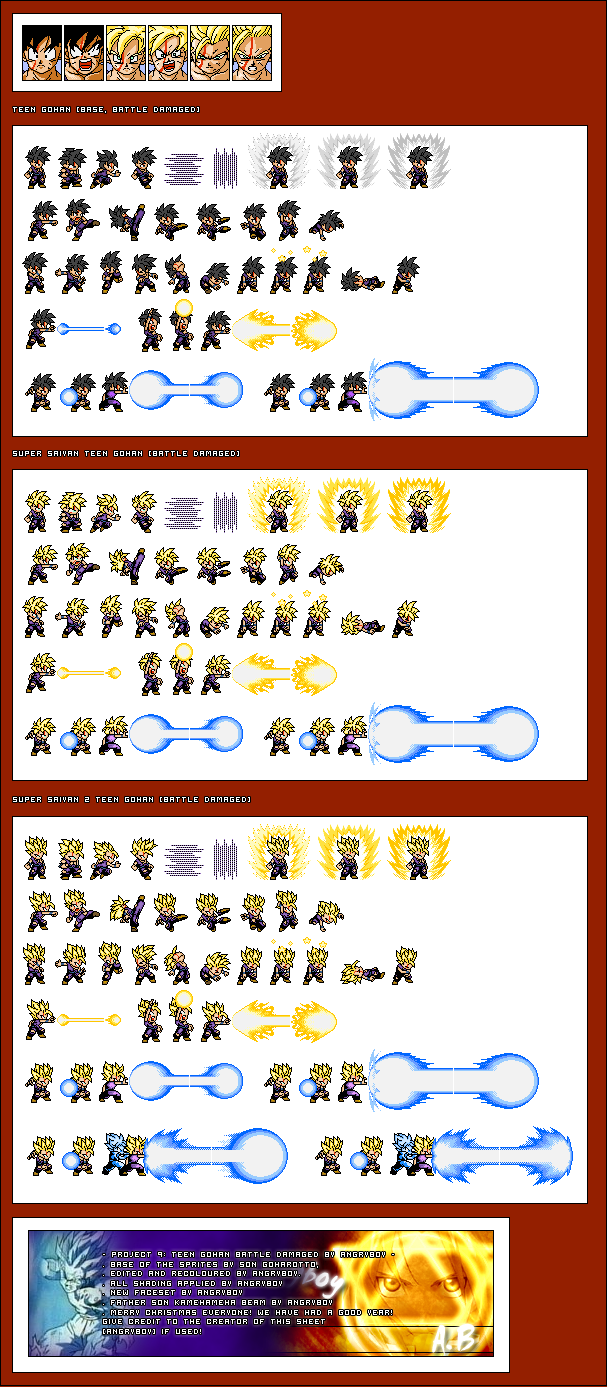 TEEN GOHAN [BASE, BATTLE DAMAGED]
SUPER SAIYAN TEEN GOHAN [BATTLE DAMAGED]
SUPER SAIYAN 2 TEEN GOHAN [BATTLE DAMAGED]
- PROJECT 9: TEEN GOHAN BATTLE DAMAGED BY ANGRYBOY -
. BASE OF THE SPRITES BY SON GOHAROTTO,
. EDITED AND RECOLOURED BY ANGRYBOY.
. ALL SHADING APPLIED BY ANGRYBOY
. NEW FACESET BY ANGRYBOY
. FATHER SON KAMEHAMEHA BEAM BY ANGRYBOY
. MERRY CHRISTMAS EVERYONE! WE HAVE HAD A GOOD YEAR!
GIVE CREDIT TO THE CREATOR OF THIS SHEET
[ANGRYBOY] IF USED!
boy
A.B.